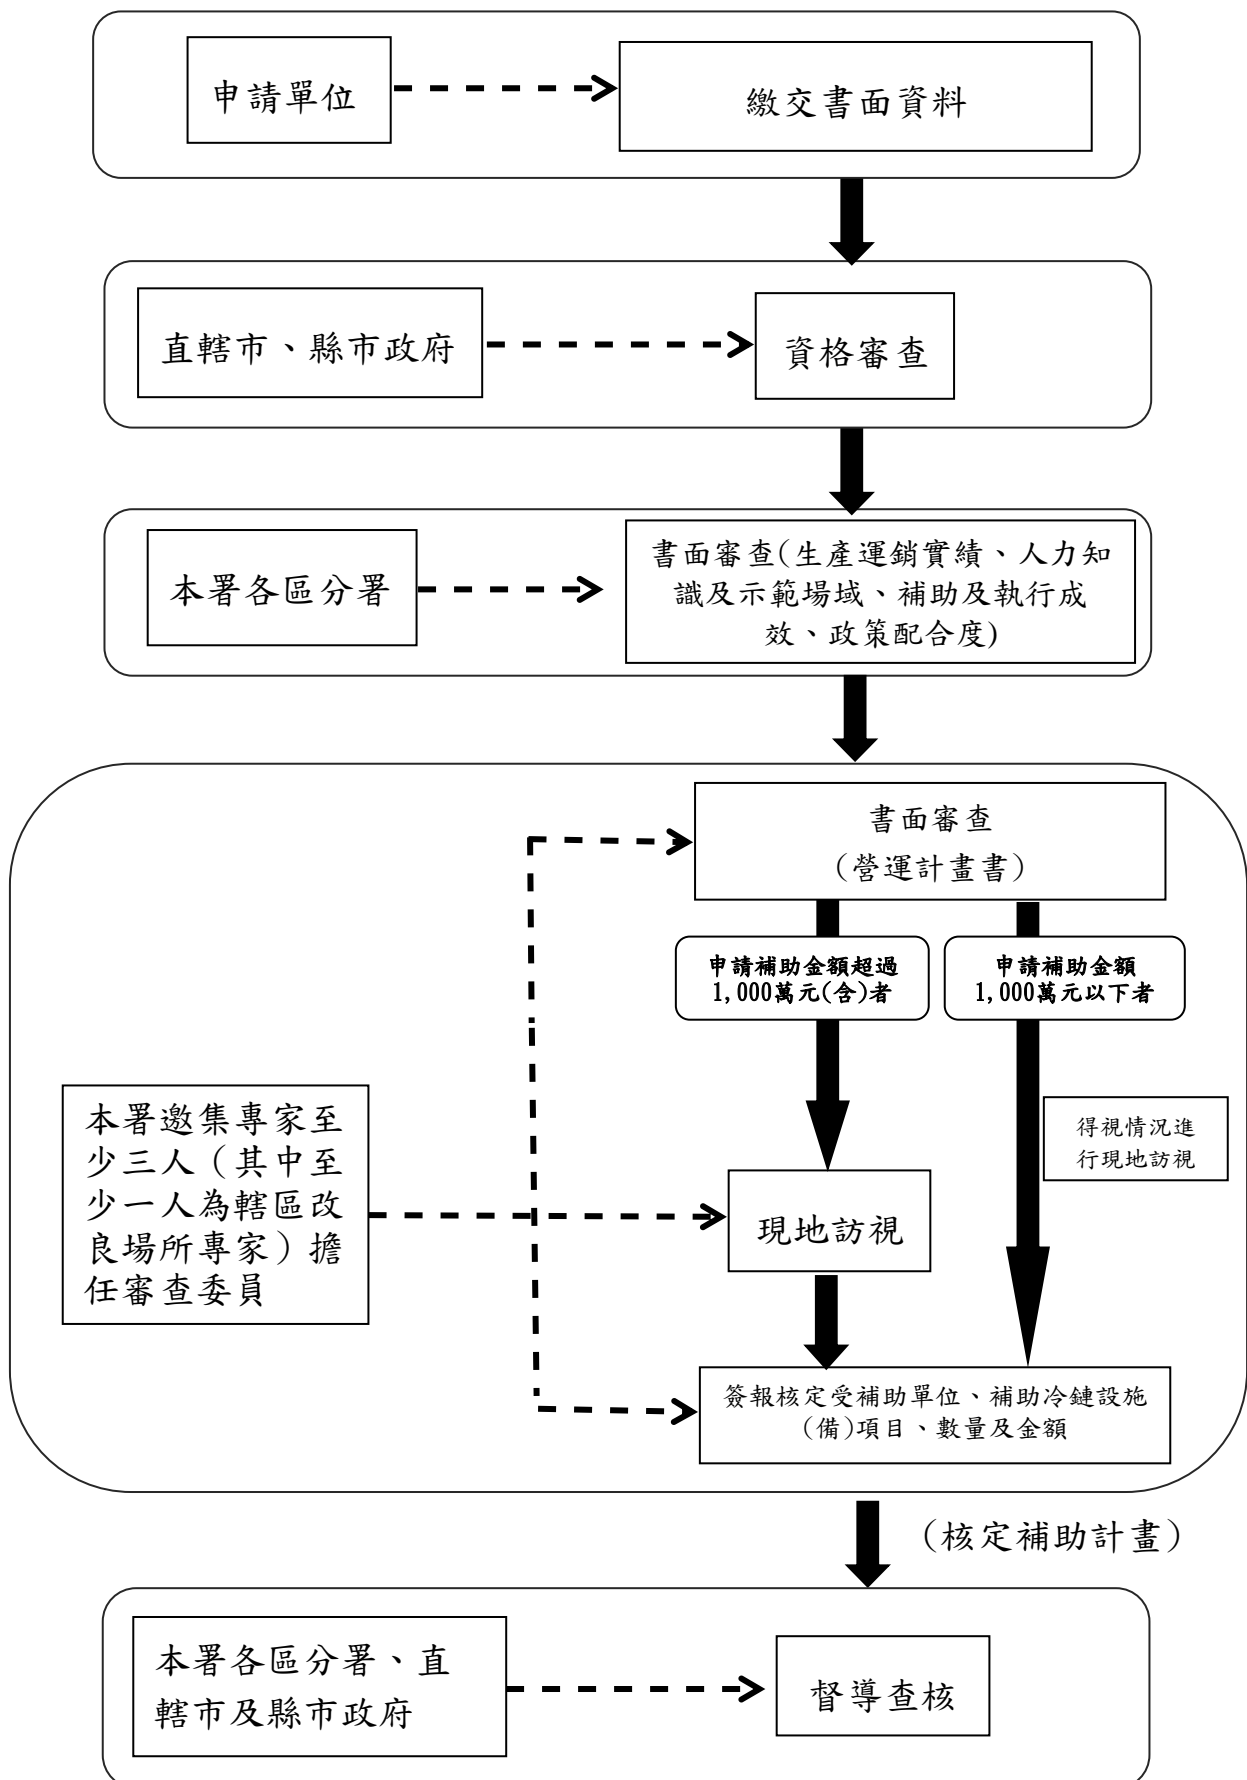 申請單位
繳交書面資料
直轄市、縣市政府
資格審查
本署各區分署
書面審查(生產運銷實績、人力知
識及示範場域、補助及執行成
效、政策配合度)
書面審查
（營運計畫書）
申請補助金額超過
1,000萬元(含)者
申請補助金額
1,000萬元以下者
得視情況進
行現地訪視
本署邀集專家至
少三人（其中至
少一人為轄區改
良場所專家）擔
任審查委員
現地訪視
簽報核定受補助單位、補助冷鏈設施
(備)項目、數量及金額
（核定補助計畫）
本署各區分署、直
轄市及縣市政府
督導查核